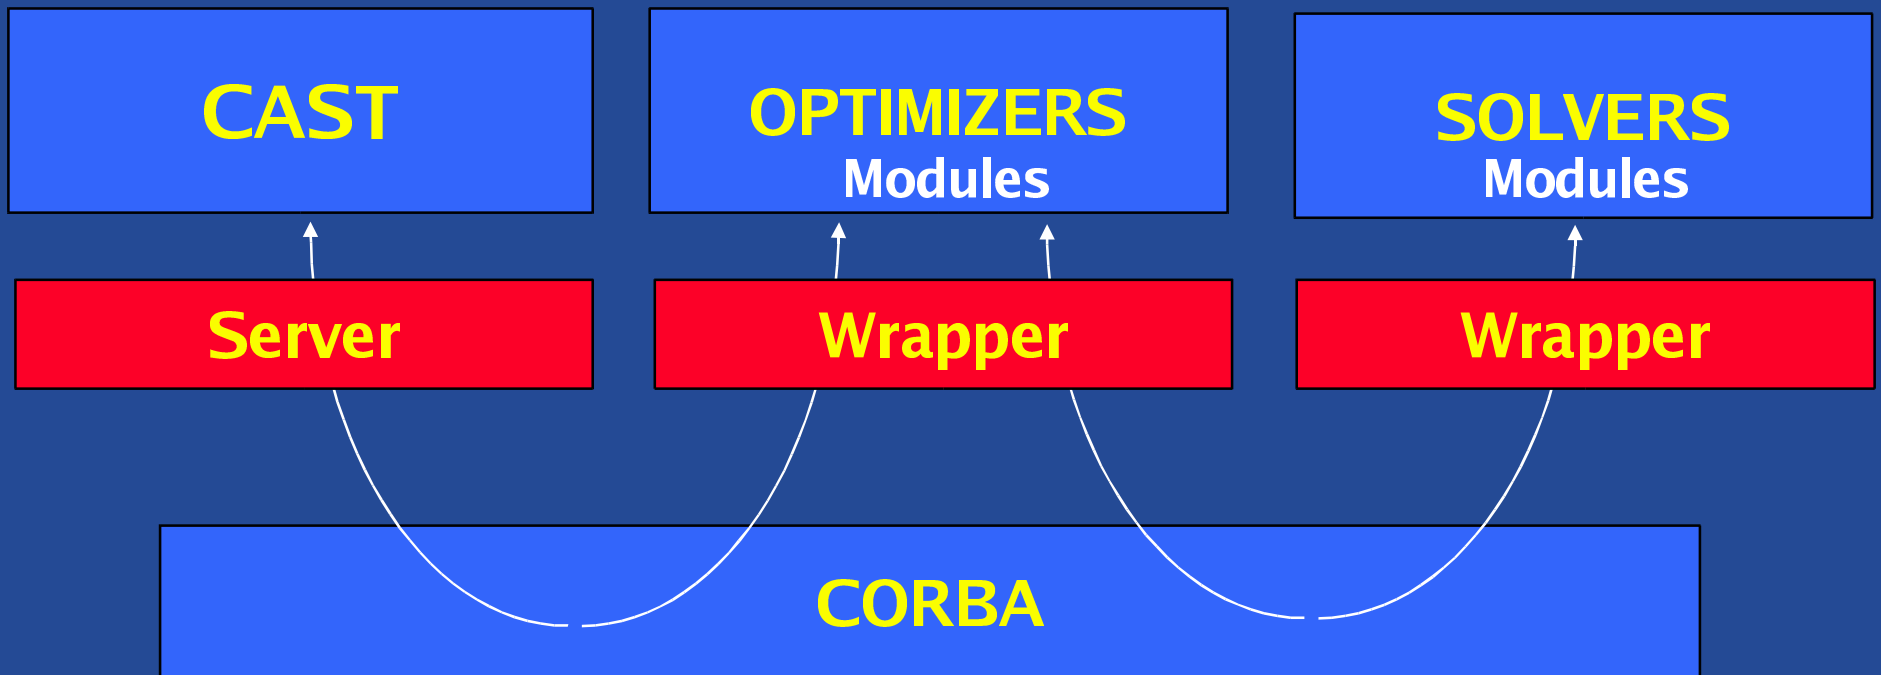 CAST
OPTIMIZERS
Modules
SOLVERS
Modules
Server
Wrapper
Wrapper
CORBA